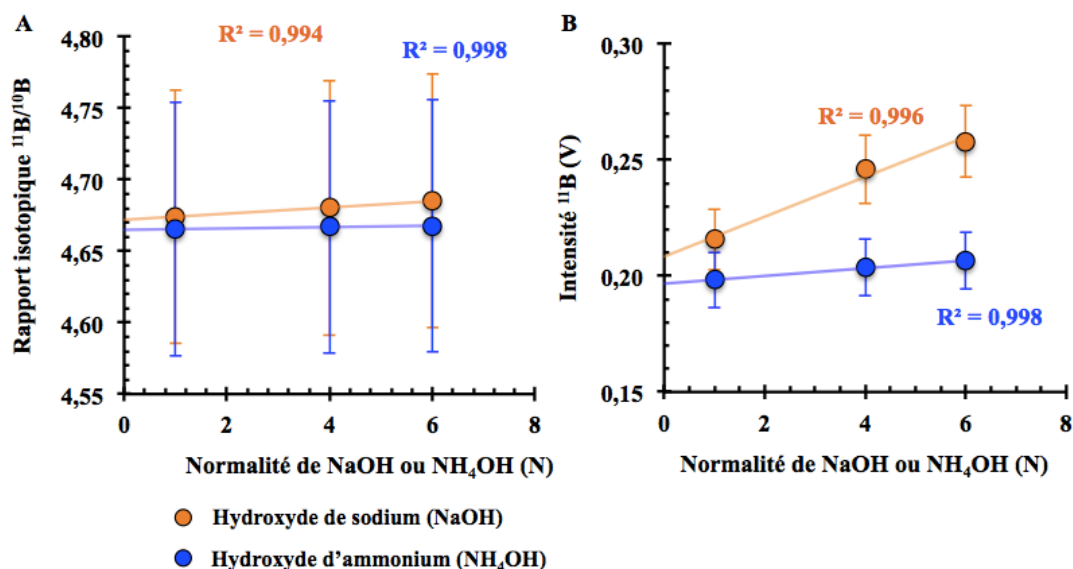 A
R² = 0,994
R² = 0,998
4,80
4,75
4,70
4,65
4,60
4,55
Rapport isotopique ¹¹B/¹⁰B
0 2 4 6 8
Normalité de NaOH ou NH₄OH (N)
B
R² = 0,996
R² = 0,998
0,30
0,25
0,20
0,15
Intensité ¹¹B (V)
0 2 4 6 8
Normalité de NaOH ou NH₄OH (N)
Hydroxyde de sodium (NaOH)
Hydroxyde d’ammonium (NH₄OH)